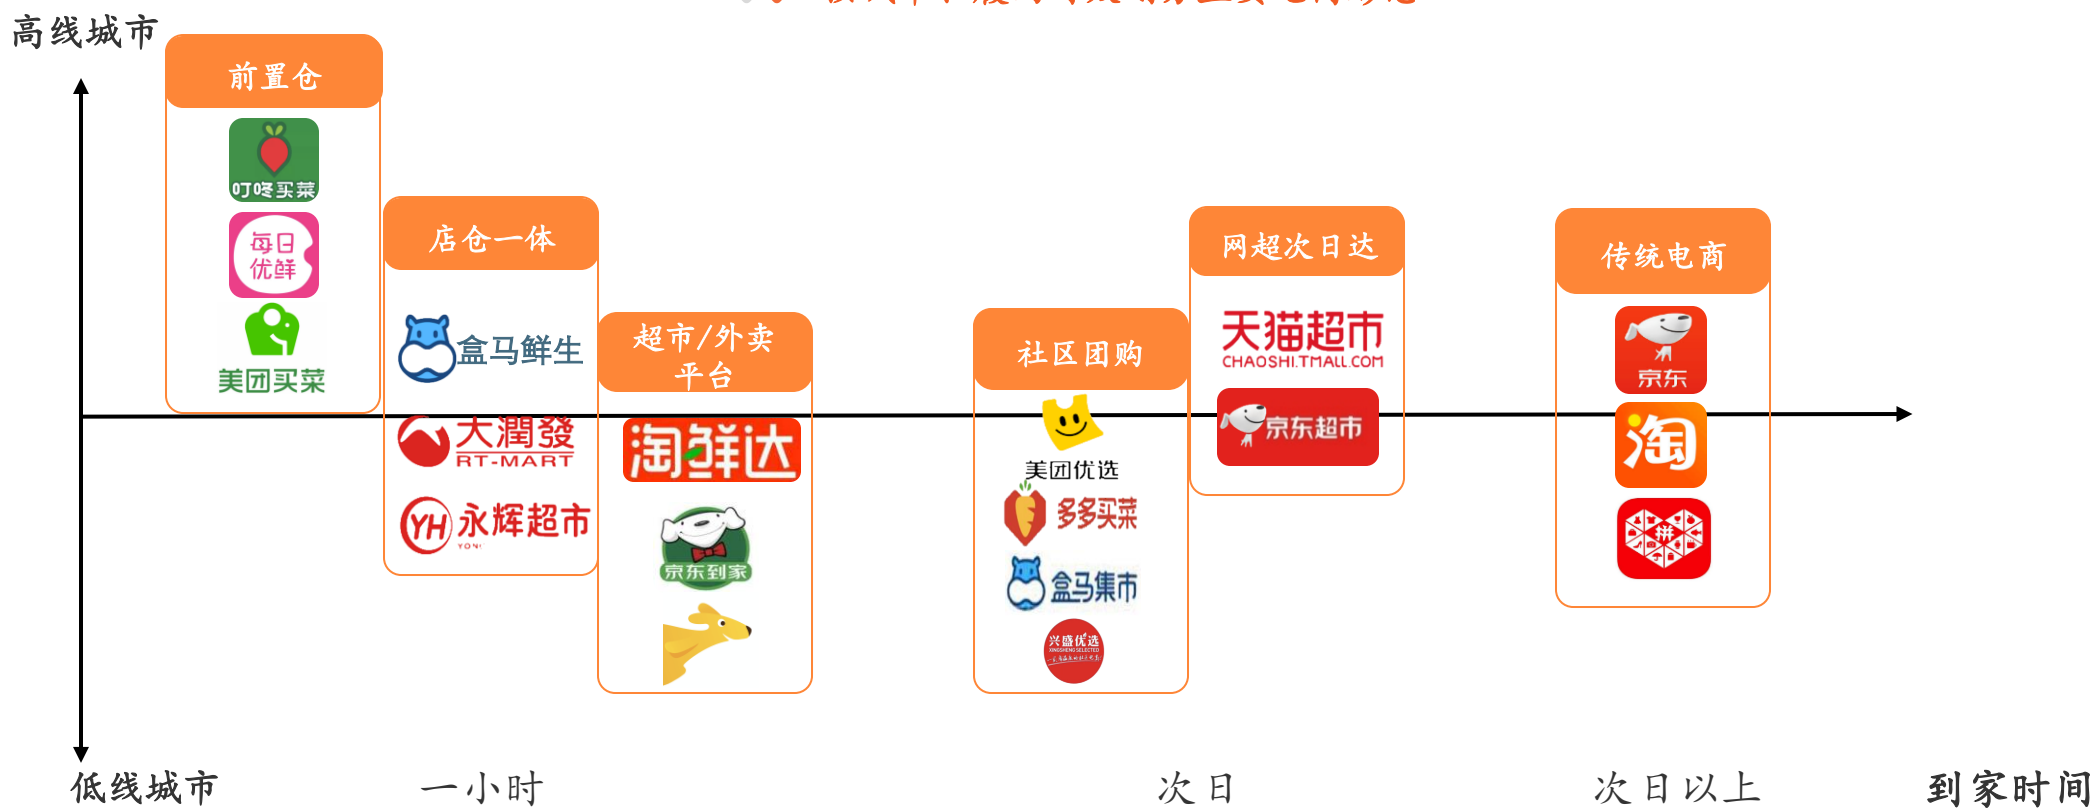 高线城市
前置仓
叮咚买菜
每日
优鲜
美团买菜
店仓一体
盒马鲜生
大潤發
RT-MART
YH 永辉超市
超市/外卖
平台
淘鲜达
京东到家
社区团购
美团优选
多多买菜
盒马集市
兴盛优选
XINGSHENG SELECTED
网超次日达
天猫超市
CHAOSHI.TMALL.COM
京东超市
传统电商
京东
淘
拼
低线城市
一小时
次日
次日以上
到家时间